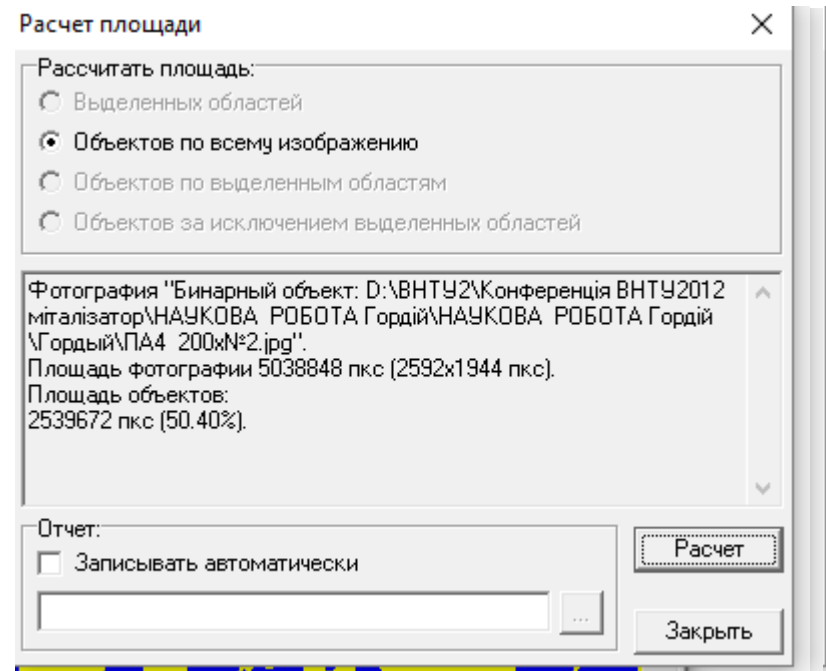 Расчет площади
Рассчитать площадь:
Выделенных областей
Объектов по всему изображению
Объектов по выделенным областям
Объектов за исключением выделенных областей
Фотография "Бинарный объект: D:\ВНТУ2\Конференція ВНТУ2012
міталізатор\НАУКОВА  РОБОТА Гордій\НАУКОВА  РОБОТА Гордій
\Гордый\ПА4  200х№2.jpg".
Площадь фотографии 5038848 пкс (2592x1944 пкс).
Площадь объектов:
2539672 пкс (50.40%).
Отчет:
Записывать автоматически
...
Расчет
Закрыть